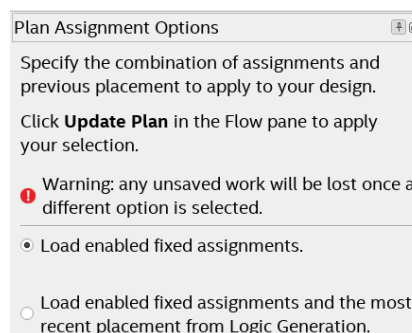 Plan Assignment Options
Specify the combination of assignments and
previous placement to apply to your design.
Click Update Plan in the Flow pane to apply
your selection.
Warning: any unsaved work will be lost once a
different option is selected.
Load enabled fixed assignments.
Load enabled fixed assignments and the most
recent placement from Logic Generation.